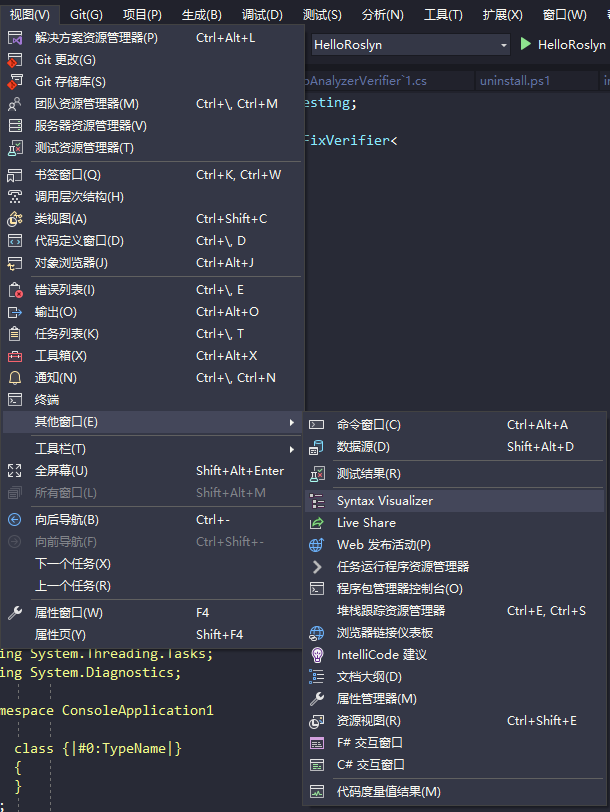 视图(V) Git(G) 项目(P) 生成(B) 调试(D) 测试(S) 分析(N) 工具(T) 扩展(X) 窗口(W)
HelloRoslyn HelloRoslyn
AnalyzerVerifier`1.cs uninstall.ps1
esting;
FixVerifier<
解决方案资源管理器(P) Ctrl+Alt+L
Git 更改(G)
Git 存储库(S)
团队资源管理器(M) Ctrl+\, Ctrl+M
服务器资源管理器(V)
测试资源管理器(T)
书签窗口(Q) Ctrl+K, Ctrl+W
调用层次结构(H)
类视图(A) Ctrl+Shift+C
代码定义窗口(D) Ctrl+\, D
对象浏览器(J) Ctrl+Alt+J
错误列表(I) Ctrl+\, E
输出(O) Ctrl+Alt+O
任务列表(K) Ctrl+\, T
工具箱(X) Ctrl+Alt+X
通知(N) Ctrl+\, Ctrl+N
终端
其他窗口(E)
工具栏(T)
全屏幕(U) Shift+Alt+Enter
所有窗口(L) Shift+Alt+M
向后导航(B) Ctrl+-
向前导航(F) Ctrl+Shift+-
下一个任务(X)
上一个任务(R)
属性窗口(W) F4
属性页(Y) Shift+F4
命令窗口(C) Ctrl+Alt+A
数据源(D) Shift+Alt+D
测试结果(R)
Syntax Visualizer
Live Share
Web 发布活动(P)
任务运行程序资源管理器
程序包管理器控制台(O)
堆栈跟踪资源管理器 Ctrl+E, Ctrl+S
浏览器链接仪表板
IntelliCode 建议
文档大纲(D)
属性管理器(M)
资源视图(R) Ctrl+Shift+E
F# 交互窗口
C# 交互窗口
代码度量值结果(M)
ing System.Threading.Tasks;
ing System.Diagnostics;
mespace ConsoleApplication1
class {|#0:TypeName|}
{
}
;